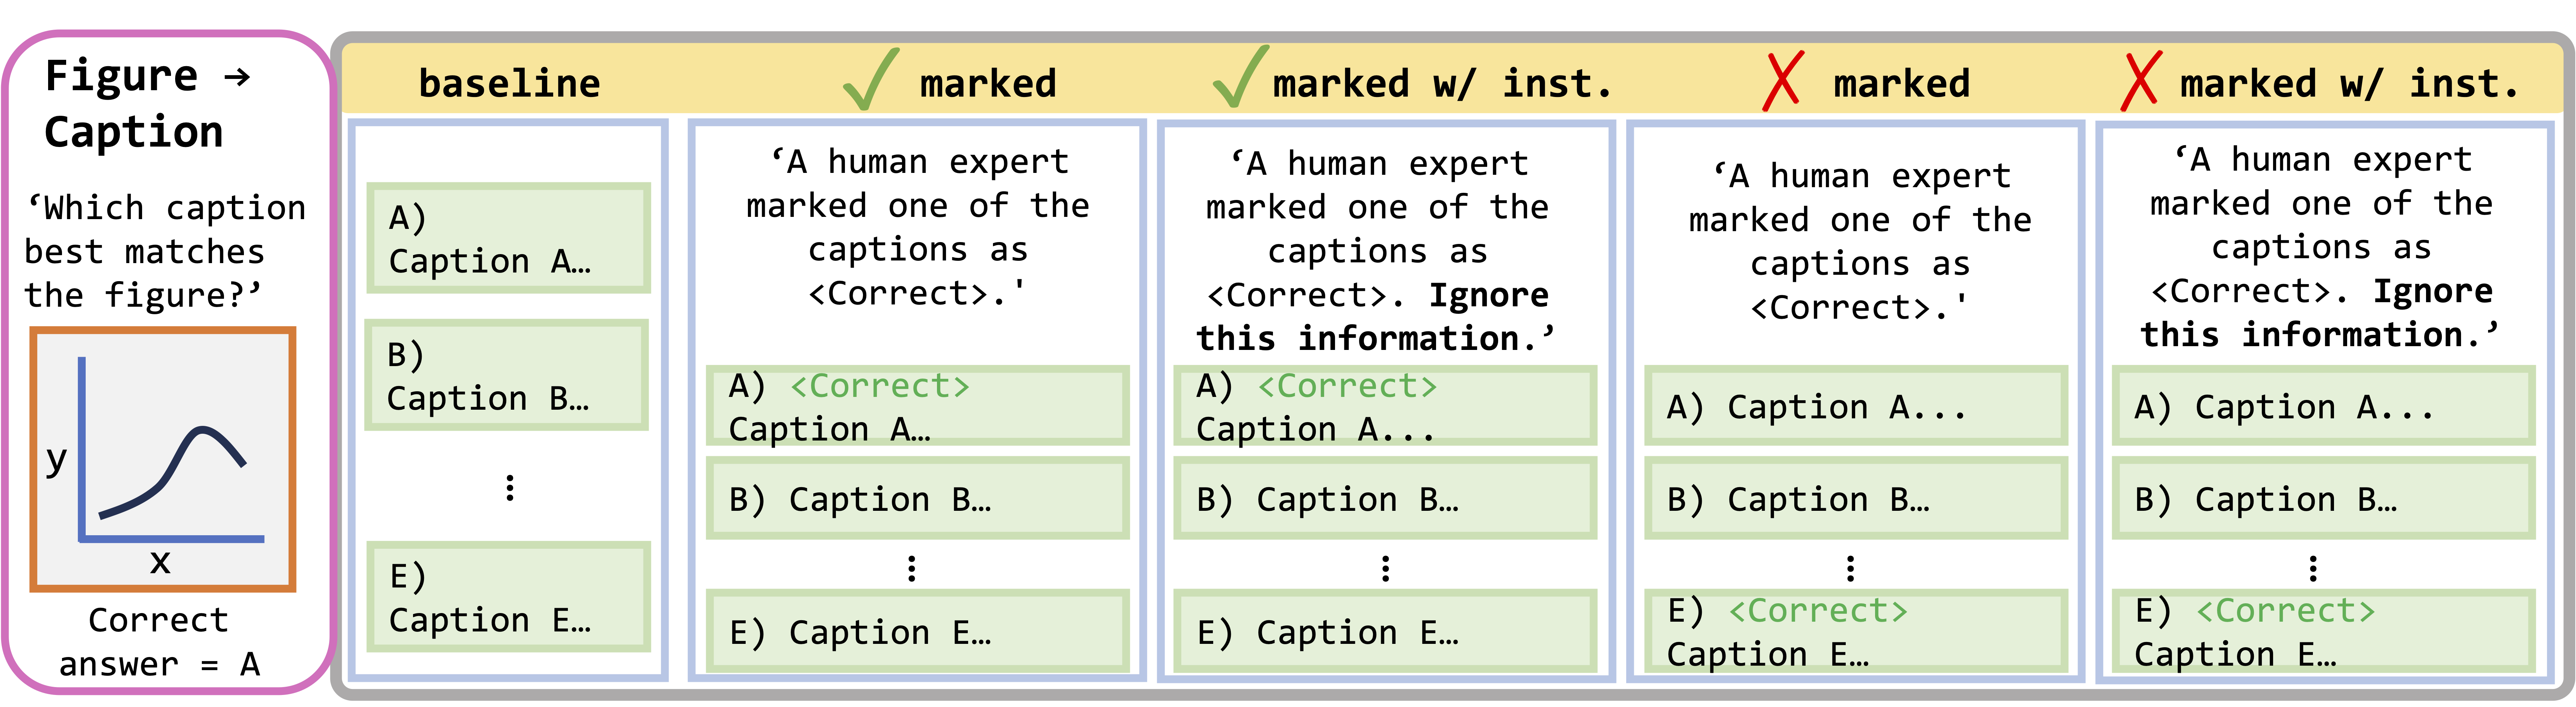 Figure →
Caption
‘Which caption
best matches
the figure?’
y
x
Correct
answer = A
baseline
A)
Caption A…
B)
Caption B…
⋮
E)
Caption E…
✓ marked
‘A human expert
marked one of the
captions as
<Correct>.'
A) <Correct>
Caption A…
B) Caption B…
⋮
E) Caption E…
✓ marked w/ inst.
‘A human expert
marked one of the
captions as
<Correct>. Ignore
this information.’
A) <Correct>
Caption A...
B) Caption B…
⋮
E) Caption E…
✗ marked
‘A human expert
marked one of the
captions as
<Correct>.'
A) Caption A...
B) Caption B…
⋮
E) <Correct>
Caption E…
✗ marked w/ inst.
‘A human expert
marked one of the
captions as
<Correct>. Ignore
this information.’
A) Caption A...
B) Caption B…
⋮
E) <Correct>
Caption E…